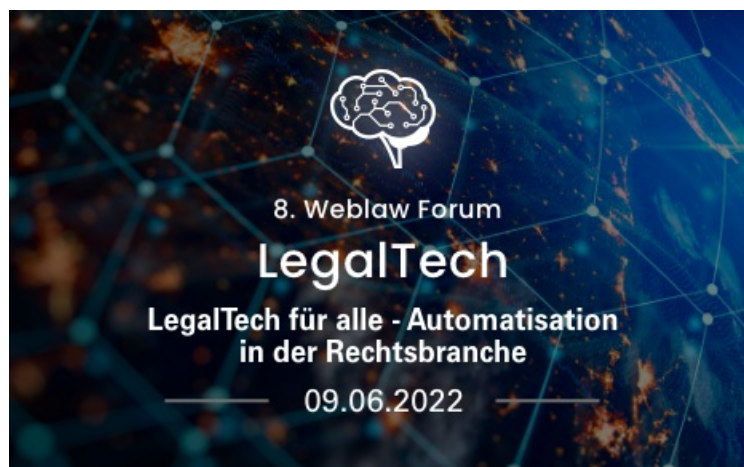 8. Weblaw Forum
LegalTech
LegalTech für alle - Automatisation
in der Rechtsbranche
09.06.2022